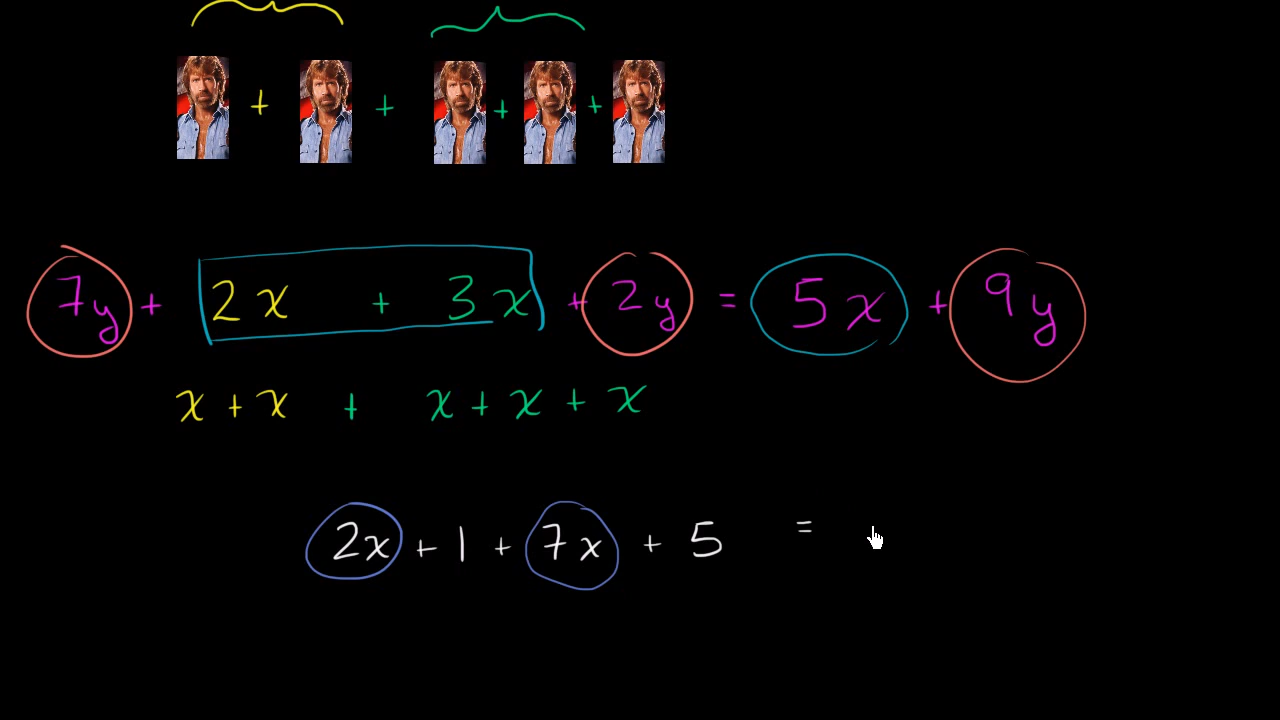 + + + +
7y + 2x + 3x + 2y = 5x + 9y
x + x + x + x + x
2x + 1 + 7x + 5 =